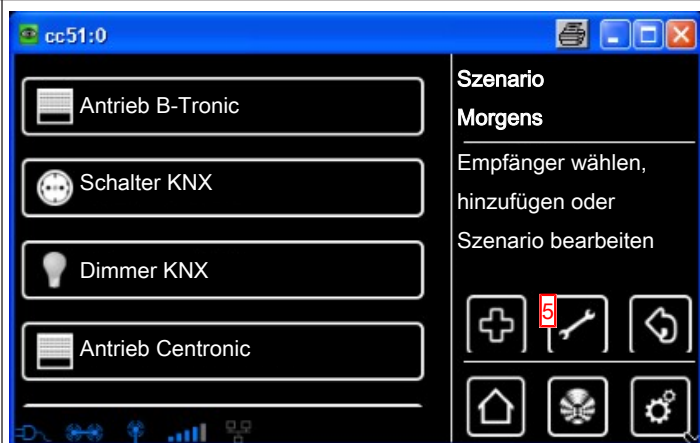 cc51:0
Antrieb B-Tronic
Schalter KNX
Dimmer KNX
Antrieb Centronic
Szenario
Morgens
Empfänger wählen,
hinzufügen oder
Szenario bearbeiten
5